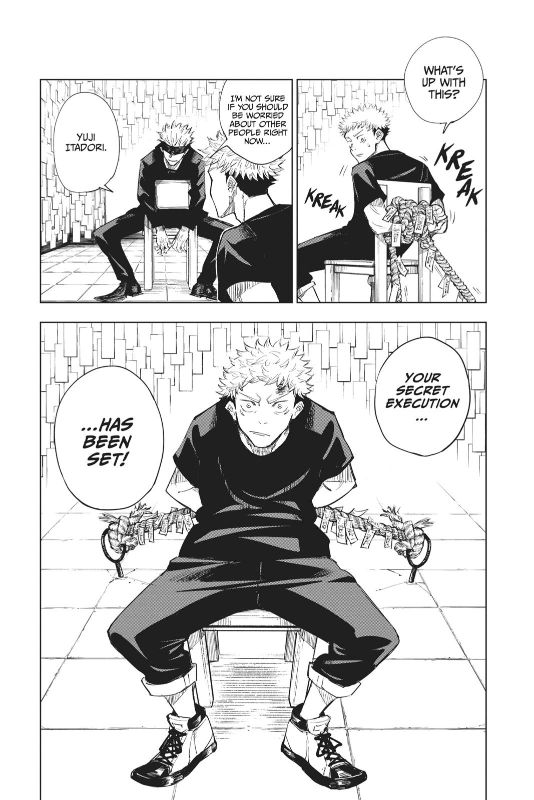 WHAT'S
UP WITH
THIS?
KREAK
KREAK
I'M NOT SURE
IF YOU SHOULD
BE WORRIED
ABOUT OTHER
PEOPLE RIGHT
NOW...
YUJI
ITADORI.
YOUR
SECRET
EXECUTION
...
...HAS
BEEN
SET!